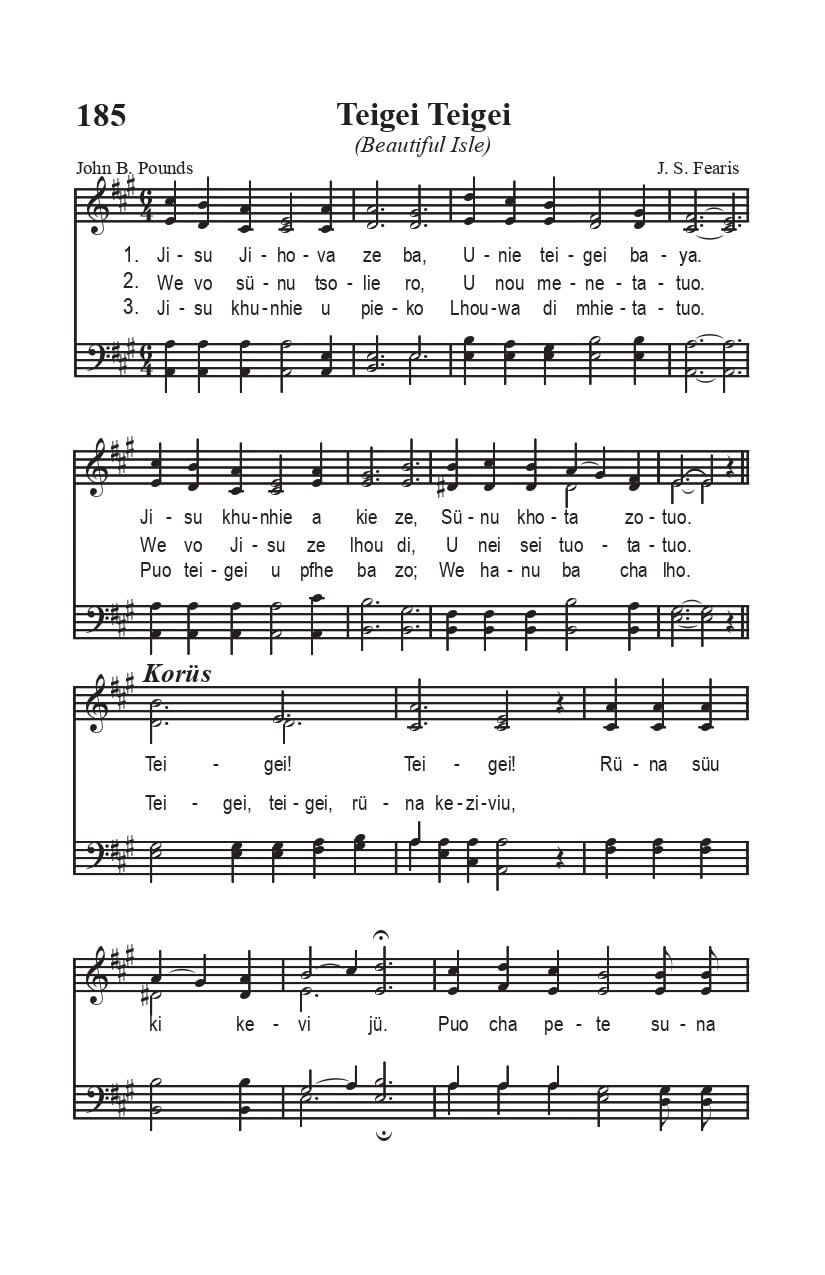 185
Teigei Teigei
(Beautiful Isle)
John B. Pounds
J. S. Fearis
1. Ji - su Ji - ho - va ze ba, U - nie tei - gei ba - ya.
2. We vo sü - nu tso - lie ro, U nou me - ne - ta - tuo.
3. Ji - su khu - nhie u pie - ko Lhou - wa di mhie - ta - tuo.
Ji - su khu - nhie a kie ze, Sü - nu kho - ta zo - tuo.
We vo Ji - su ze lhou di, U nei sei tuo - ta - tuo.
Puo tei - gei u pfhe ba zo; We ha - nu ba cha lho.
Korüs
Tei - gei! Tei - gei! Rü - na süu
Tei - gei, tei - gei, rü - na ke - zi - viu,
ki ke - vi jü. Puo cha pe - te su - na